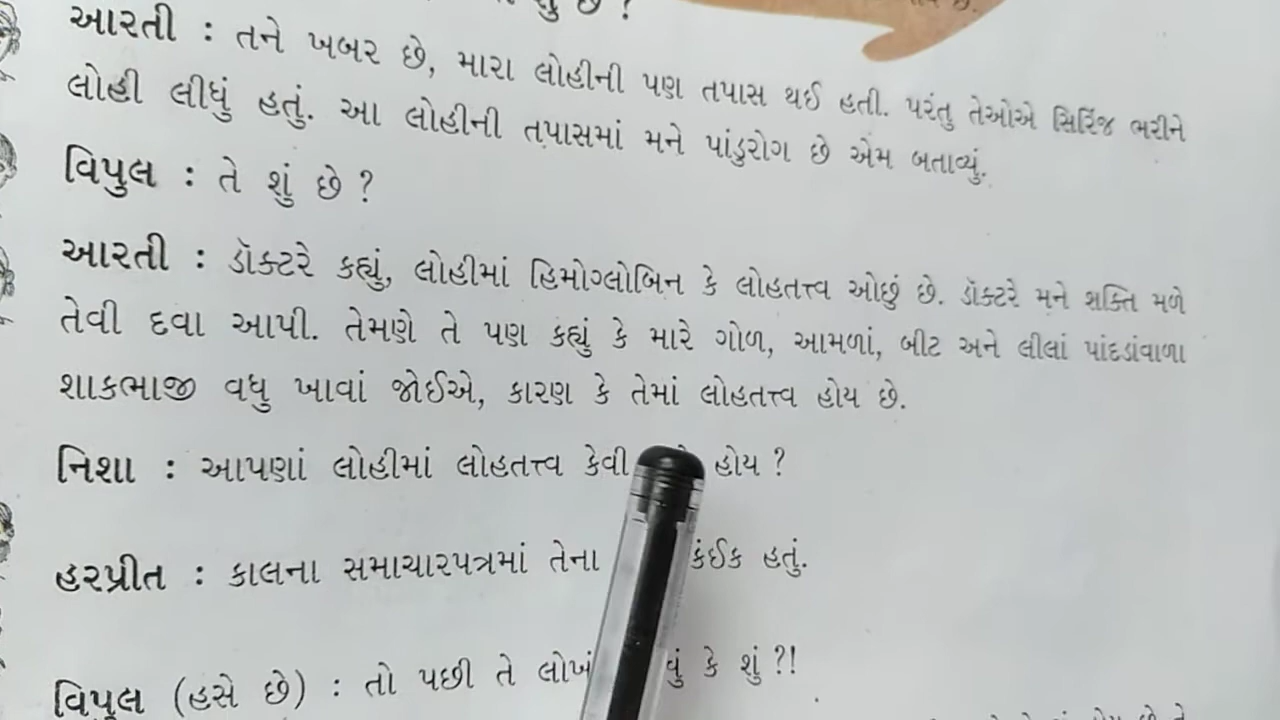 શું છે ?
આરતી : તને ખબર છે, મારા લોહીની પણ તપાસ થઈ હતી. પરંતુ તેઓએ સિરિંજ ભરીને
લોહી લીધું હતું. આ લોહીની તપાસમાં મને પાંડુરોગ છે એમ બતાવ્યું.
વિપુલ : તે શું છે ?
આરતી : ડૉક્ટરે કહ્યું, લોહીમાં હિમોગ્લોબિન કે લોહતત્ત્વ ઓછું છે. ડૉક્ટરે મને શક્તિ મળે
તેવી દવા આપી. તેમણે તે પણ કહ્યું કે મારે ગોળ, આમળાં, બીટ અને લીલાં પાંદડાંવાળા
શાકભાજી વધુ ખાવાં જોઈએ, કારણ કે તેમાં લોહતત્ત્વ હોય છે.
નિશા : આપણાં લોહીમાં લોહતત્ત્વ કેવી હોય ?
હરપ્રીત : કાલના સમાચારપત્રમાં તેના કંઈક હતું.
વિપુલ (હસે છે) : તો પછી તે કે શું ?!